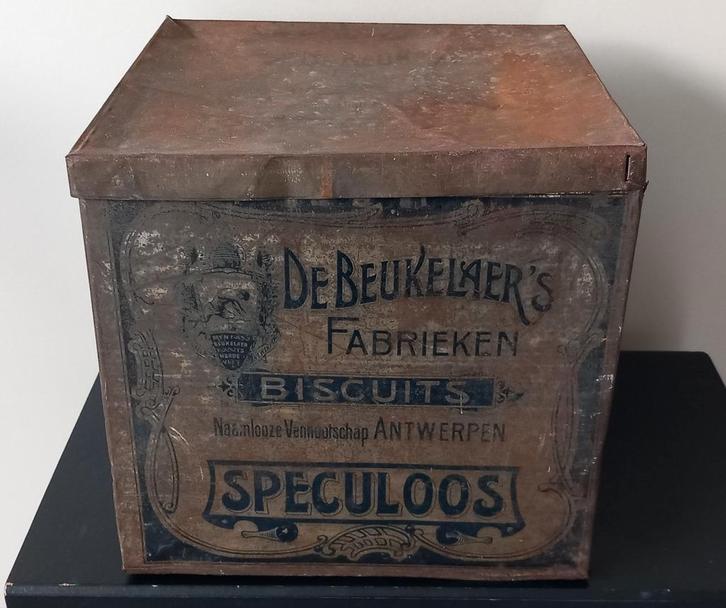 DE BEUKELAER'S
FABRIEKEN
BISCUITS
Naamlooze Vennootschap ANTWERPEN
SPECULOOS